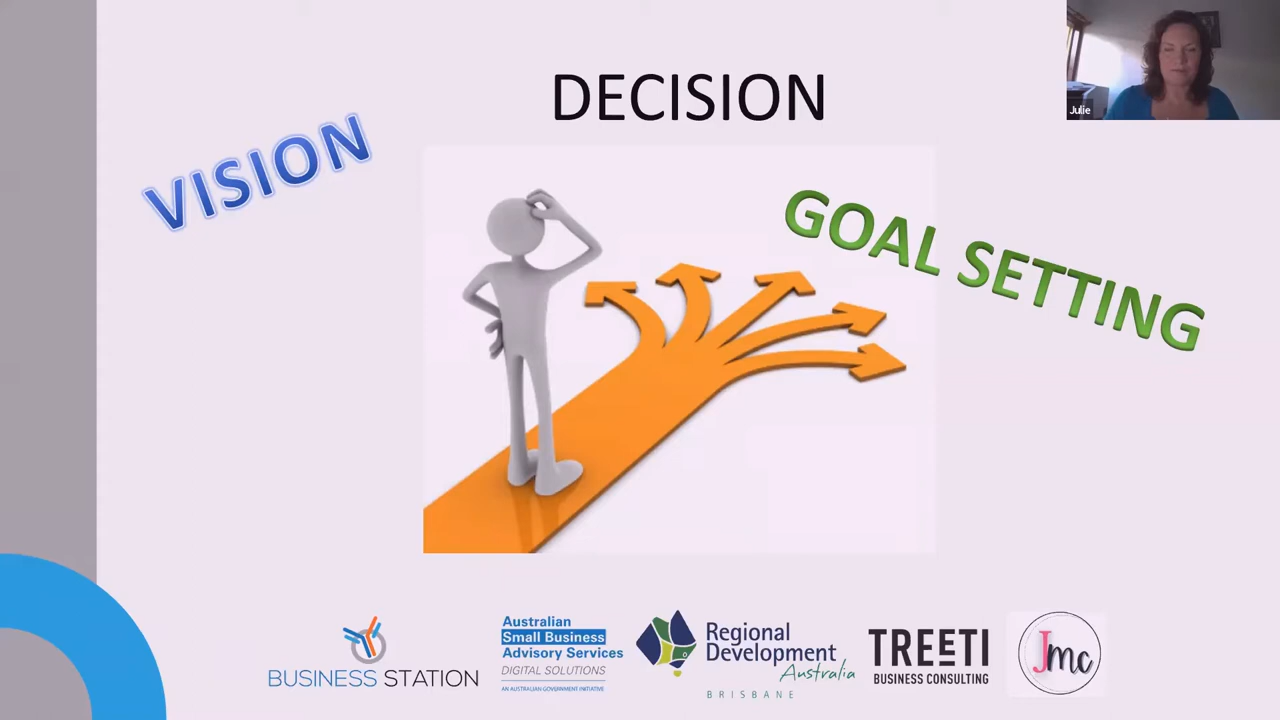 DECISION
Julie
VISION
GOAL SETTING
BUSINESS STATION
Australian
Small Business
Advisory Services
DIGITAL SOLUTIONS
AN AUSTRALIAN GOVERNMENT INITIATIVE
Regional
Development
Australia
BRISBANE
TREETI
BUSINESS CONSULTING
Jmc